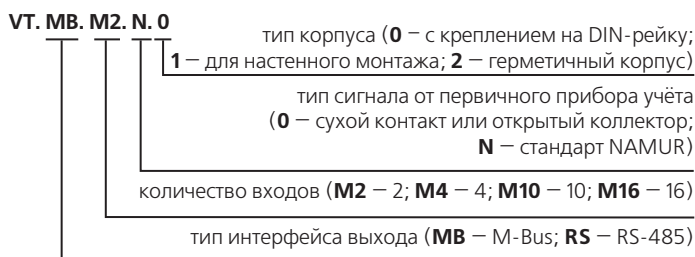 VT. MB. M2. N. 0
тип корпуса (0 – с креплением на DIN-рейку;
1 – для настенного монтажа; 2 – герметичный корпус)
тип сигнала от первичного прибора учёта
(0 – сухой контакт или открытый коллектор;
N – стандарт NAMUR)
количество входов (M2 – 2; M4 – 4; M10 – 10; M16 – 16)
тип интерфейса выхода (MB – M-Bus; RS – RS-485)